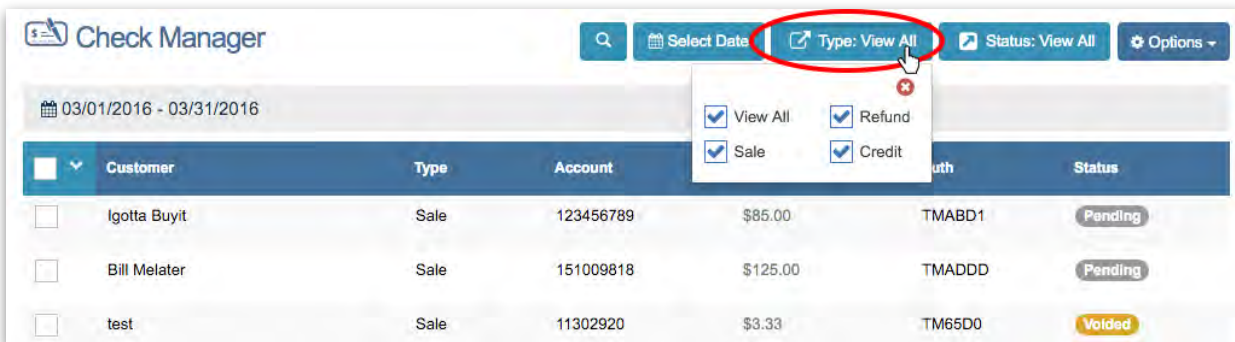 Check Manager
Select Date
Type: View All
Status: View All
Options
03/01/2016 - 03/31/2016
View All
Refund
Sale
Credit
Customer Type Account uth Status
Igotta Buyit Sale 123456789 $85.00 TMABD1 Pending
Bill Melater Sale 151009818 $125.00 TMADDD Pending
test Sale 11302920 $3.33 TM65D0 Voided